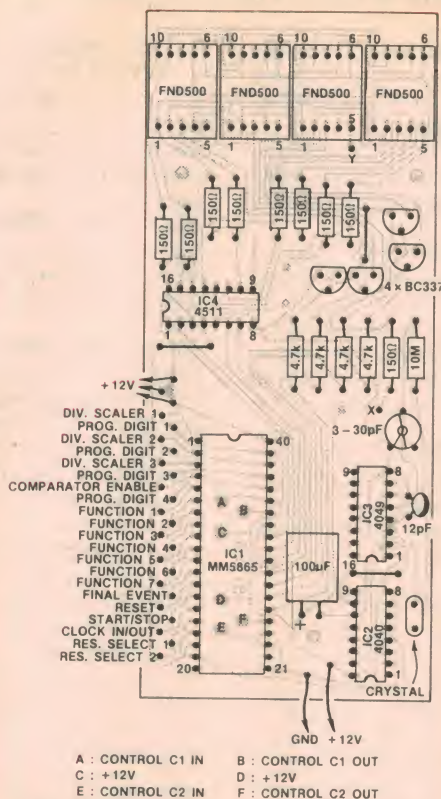 10 6 10 6 10 6 10 6
FND500 FND500 FND500 FND500
5
1 5 1 1 Y 1 5
150Ω 150Ω 150Ω 150Ω 150Ω 150Ω
150Ω 150Ω
16 9
IC4
4511
1 8
4 x BC337
4.7k 4.7k 4.7k 4.7k 150Ω 10M
+12V
X
3-30pF
DIV. SCALER 1
PROG. DIGIT 1
DIV. SCALER 2
PROG. DIGIT 2
DIV. SCALER 3
PROG. DIGIT 3
COMPARATOR ENABLE
PROG. DIGIT 4
FUNCTION 1
FUNCTION 2
FUNCTION 3
FUNCTION 4
FUNCTION 5
FUNCTION 6
FUNCTION 7
FINAL EVENT
RESET
START/STOP
CLOCK IN/OUT
RES. SELECT 1
RES. SELECT 2
1 40
A B
C
IC1
MM5865
D
E F
20 21
100µF
+
9 8
IC3
4049
16 1
12pF
9 8
IC2
4040
1
CRYSTAL
GND +12V
A : CONTROL C1 IN B : CONTROL C1 OUT
C : +12V D : +12V
E : CONTROL C2 IN F : CONTROL C2 OUT